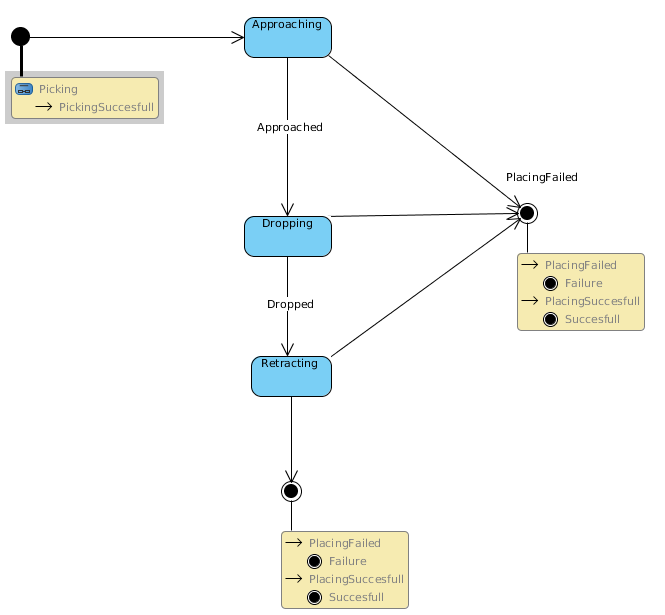 Approaching
Picking
PickingSuccesfull
Approached
PlacingFailed
Dropping
PlacingFailed
Failure
PlacingSuccesfull
Succesfull
Dropped
Retracting
PlacingFailed
Failure
PlacingSuccesfull
Succesfull